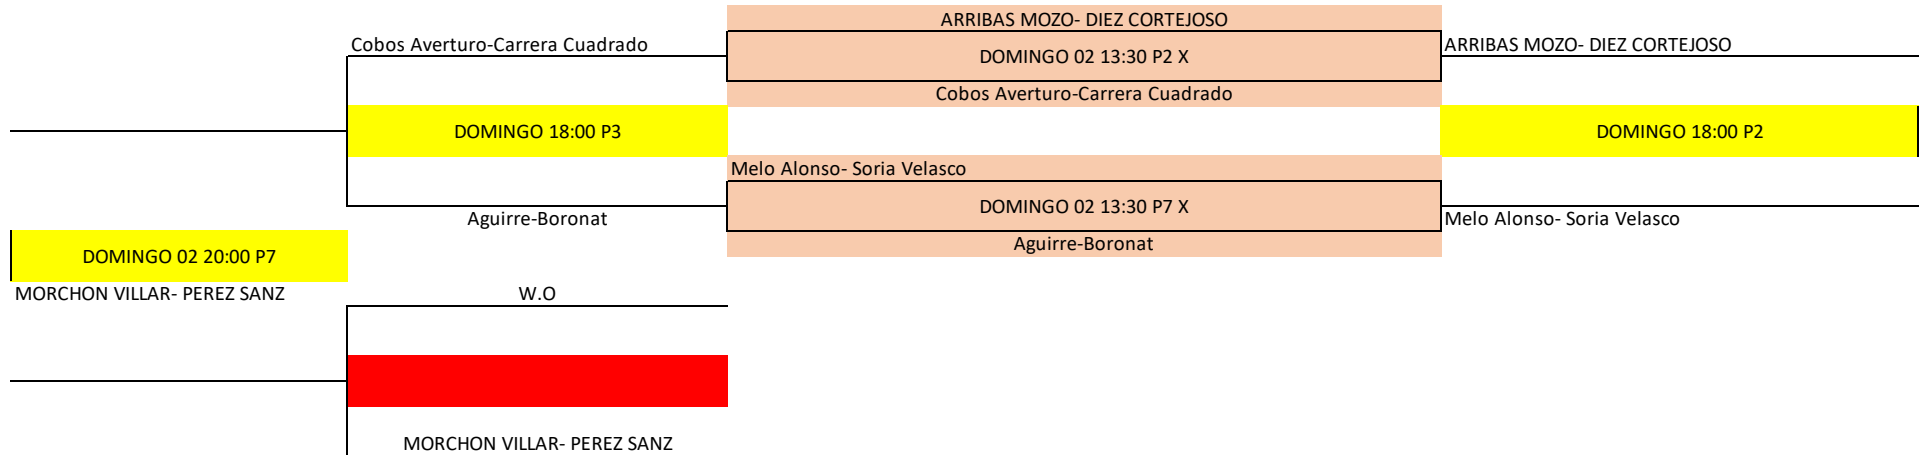 ARRIBAS MOZO- DIEZ CORTEJOSO
Cobos Averturo-Carrera Cuadrado
ARRIBAS MOZO- DIEZ CORTEJOSO
DOMINGO 02 13:30 P2 X
Cobos Averturo-Carrera Cuadrado
DOMINGO 18:00 P3
DOMINGO 18:00 P2
Melo Alonso- Soria Velasco
DOMINGO 02 13:30 P7 X
Aguirre-Boronat
Melo Alonso- Soria Velasco
Aguirre-Boronat
DOMINGO 02 20:00 P7
MORCHON VILLAR- PEREZ SANZ
W.O
MORCHON VILLAR- PEREZ SANZ